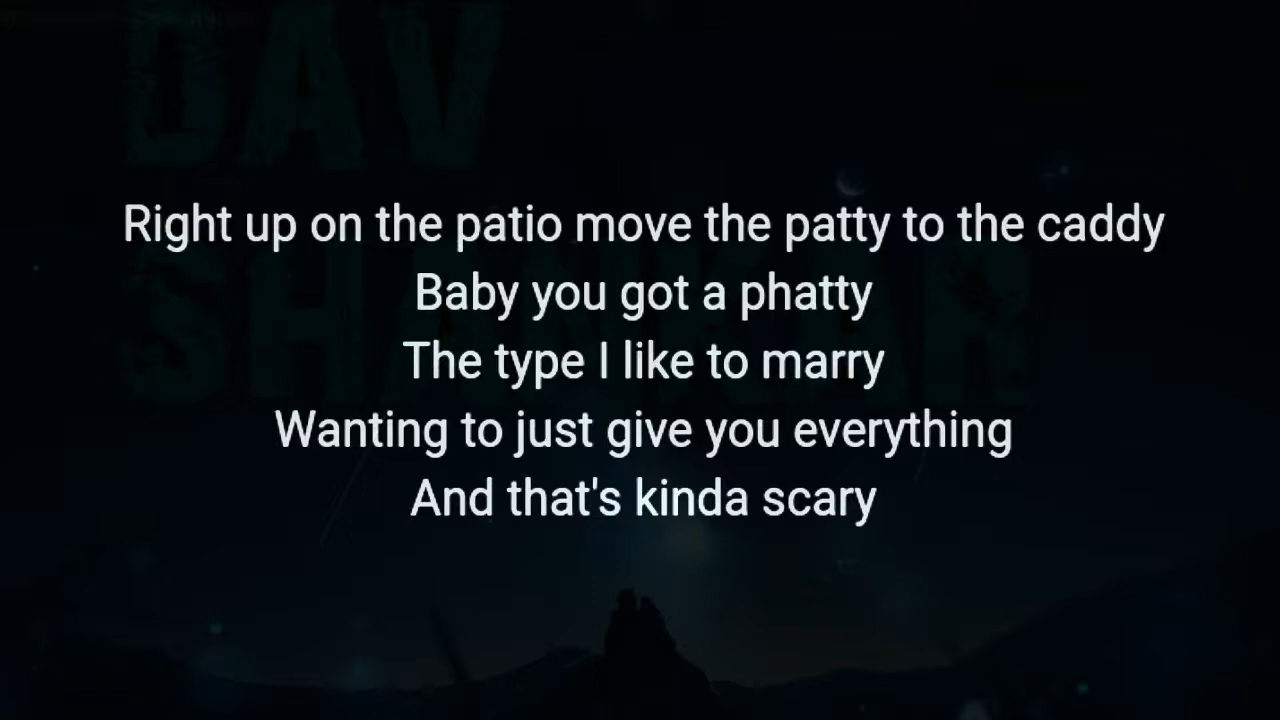 DAV
Right up on the patio move the patty to the caddy
Baby you got a phatty
The type I like to marry
Wanting to just give you everything
And that's kinda scary